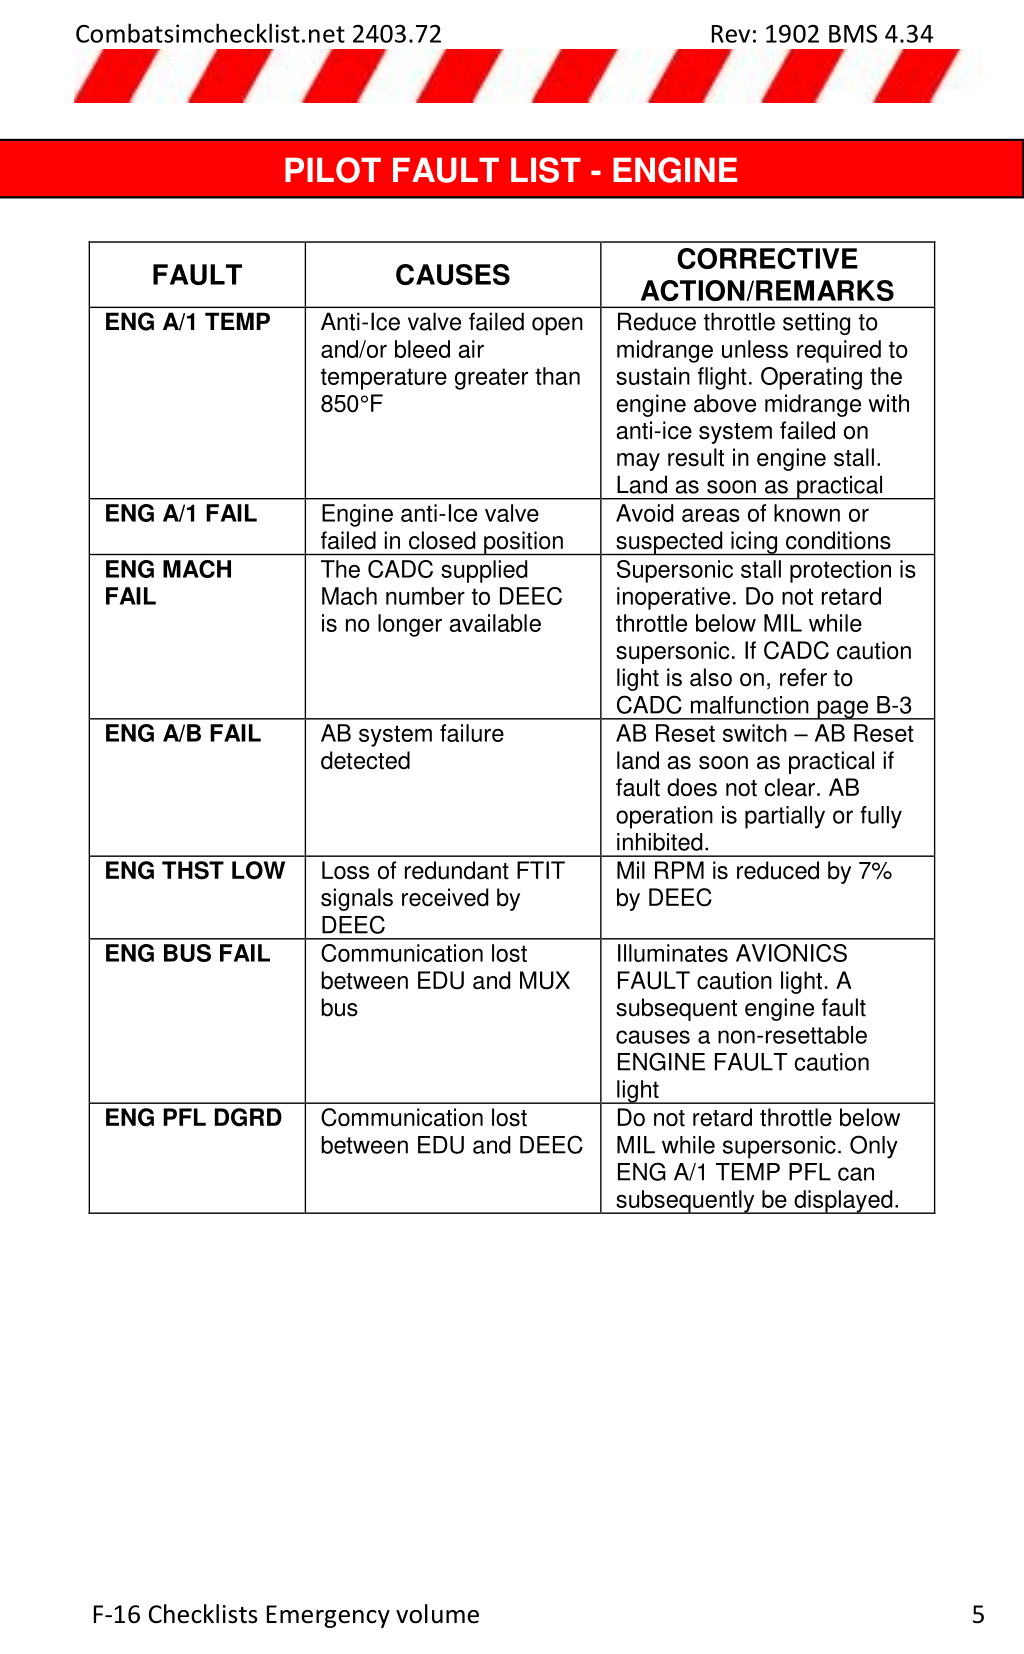 Combatsimchecklist.net 2403.72 Rev: 1902 BMS 4.34
PILOT FAULT LIST - ENGINE
FAULT CAUSES CORRECTIVE ACTION/REMARKS
ENG A/1 TEMP
Anti-Ice valve failed open
and/or bleed air
temperature greater than
850°F
Reduce throttle setting to
midrange unless required to
sustain flight. Operating the
engine above midrange with
anti-ice system failed on
may result in engine stall.
Land as soon as practical
ENG A/1 FAIL
Engine anti-Ice valve
failed in closed position
Avoid areas of known or
suspected icing conditions
ENG MACH
FAIL
The CADC supplied
Mach number to DEEC
is no longer available
Supersonic stall protection is
inoperative. Do not retard
throttle below MIL while
supersonic. If CADC caution
light is also on, refer to
CADC malfunction page B-3
ENG A/B FAIL
AB system failure
detected
AB Reset switch – AB Reset
land as soon as practical if
fault does not clear. AB
operation is partially or fully
inhibited.
ENG THST LOW
Loss of redundant FTIT
signals received by
DEEC
Mil RPM is reduced by 7%
by DEEC
ENG BUS FAIL
Communication lost
between EDU and MUX
bus
Illuminates AVIONICS
FAULT caution light. A
subsequent engine fault
causes a non-resettable
ENGINE FAULT caution
light
ENG PFL DGRD
Communication lost
between EDU and DEEC
Do not retard throttle below
MIL while supersonic. Only
ENG A/1 TEMP PFL can
subsequently be displayed.
F-16 Checklists Emergency volume 5